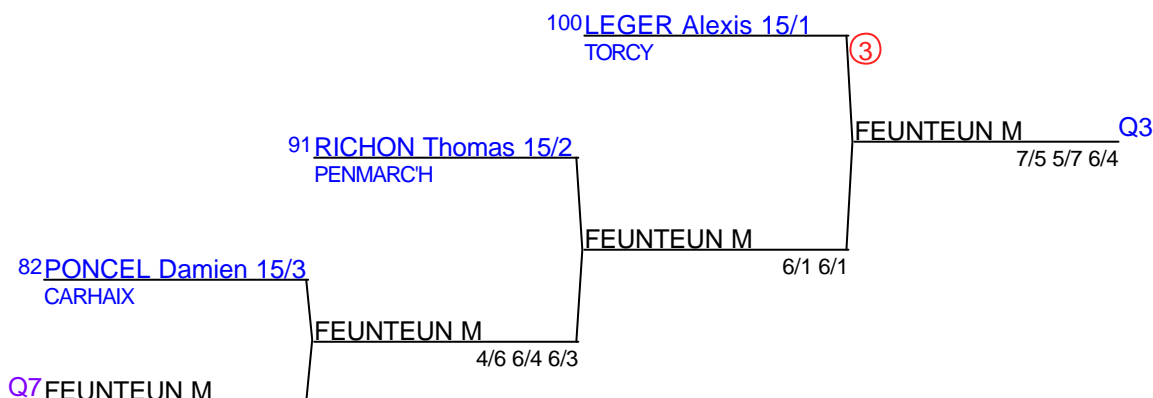 100 LEGER Alexis 15/1
TORCY
3
FEUNTEUN M Q3
7/5 5/7 6/4
91 RICHON Thomas 15/2
PENMARC'H
FEUNTEUN M
6/1 6/1
82 PONCEL Damien 15/3
CARHAIX
FEUNTEUN M
4/6 6/4 6/3
Q7 FEUNTEUN M